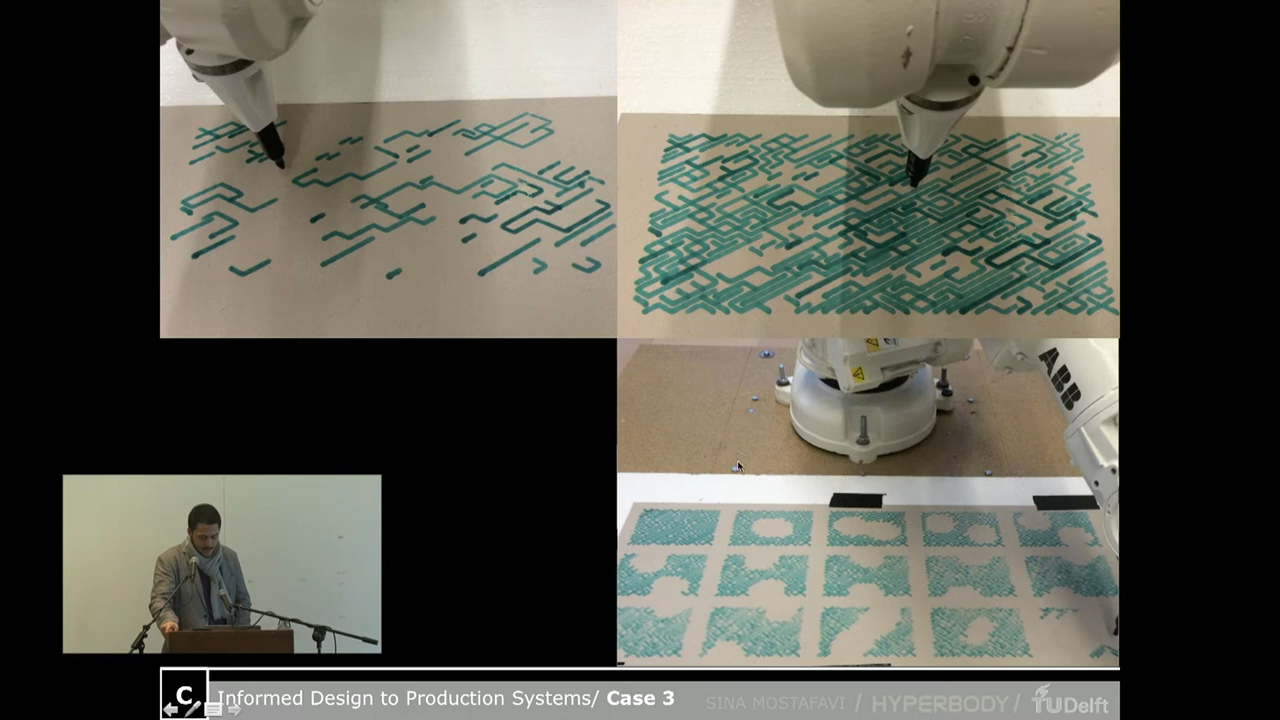 ABB
C
Informed Design to Production Systems/ Case 3
SINA MOSTAFAVI / HYPERBODY / TUDelft